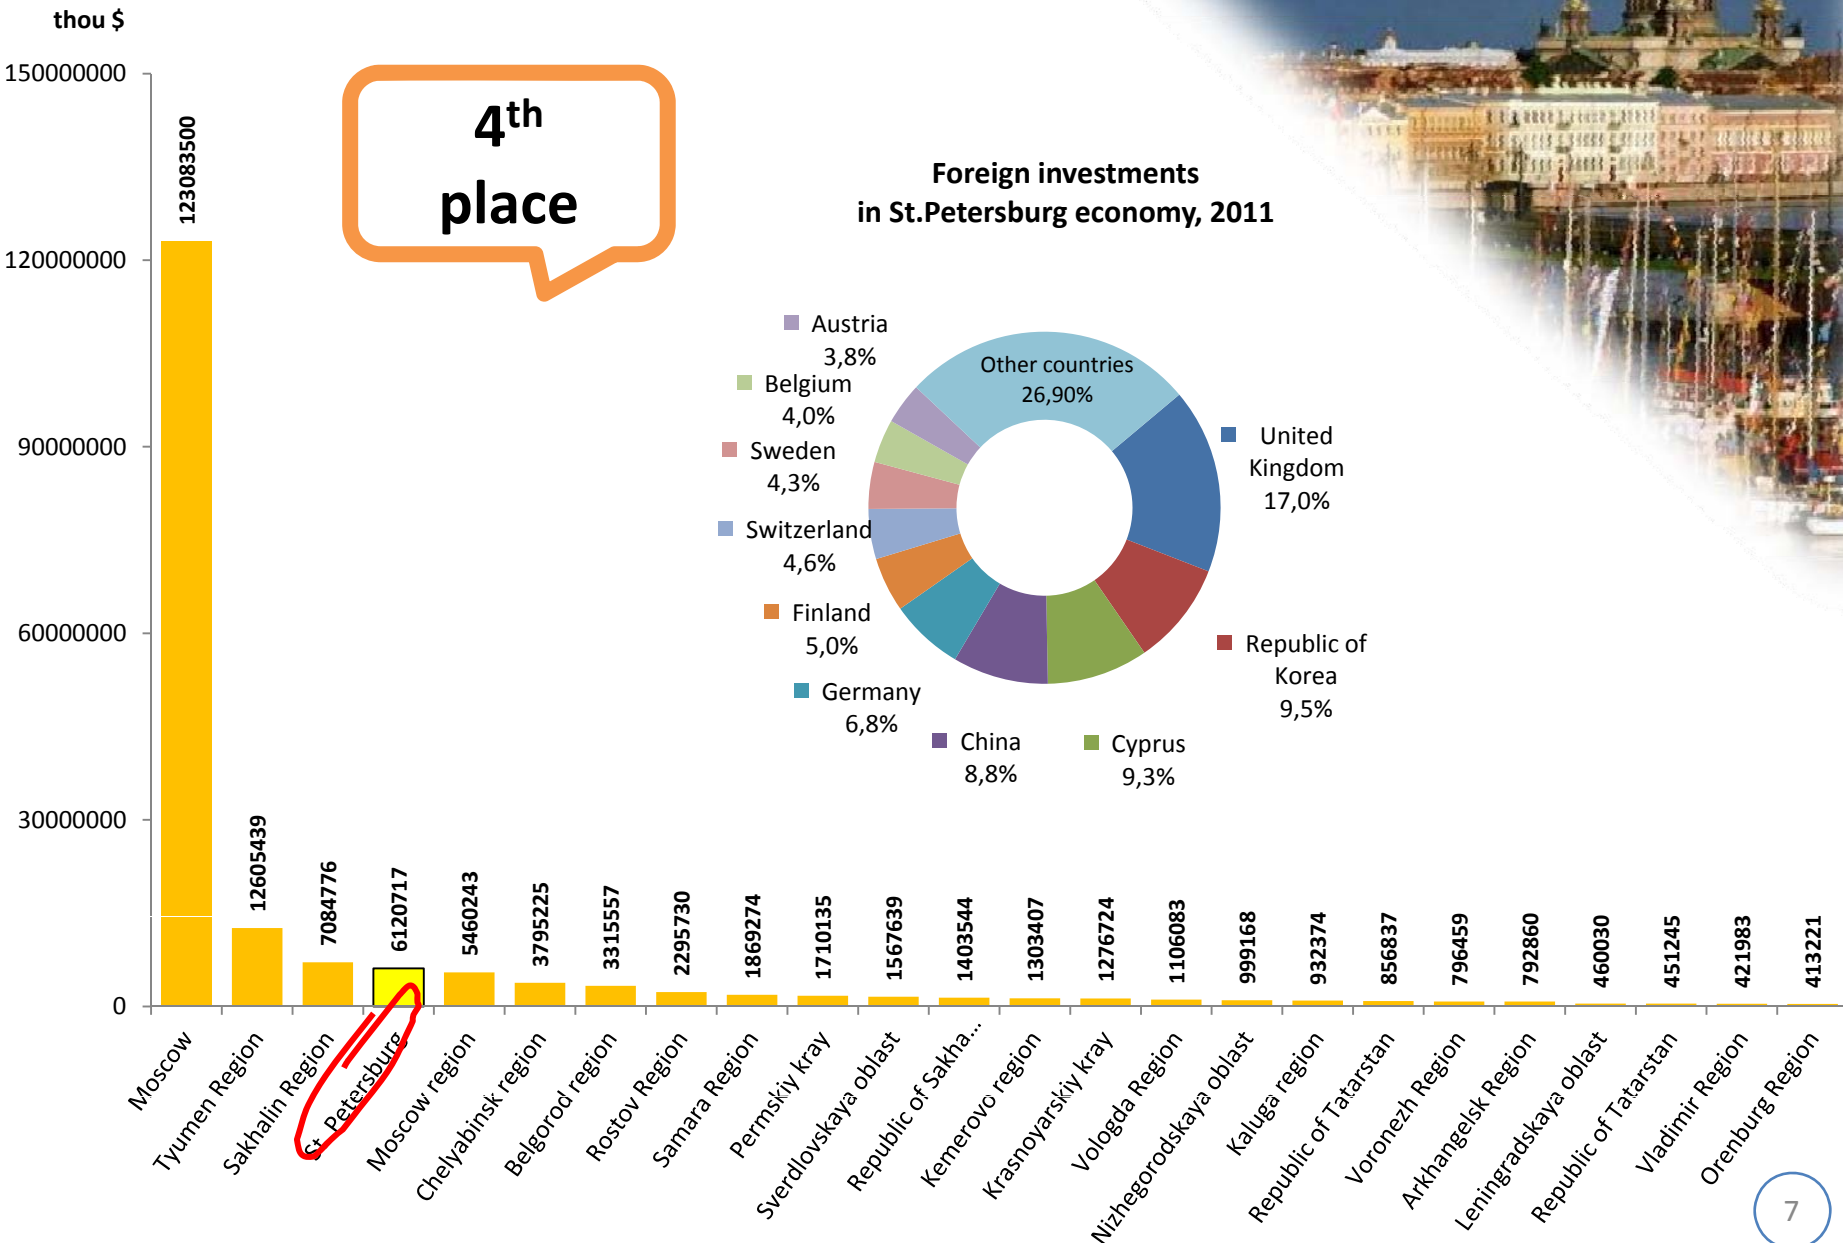 thou $
150000000
120000000
90000000
60000000
30000000
0
4th
place
Foreign investments
in St.Petersburg economy, 2011
Other countries
26,90%
United
Kingdom
17,0%
Republic of
Korea
9,5%
Cyprus
9,3%
China
8,8%
Germany
6,8%
Finland
5,0%
Switzerland
4,6%
Sweden
4,3%
Belgium
4,0%
Austria
3,8%
123083500
12605439
7084776
6120717
5460243
3795225
3315557
2295730
1869274
1710135
1567639
1403544
1303407
1276724
1106083
999168
932374
856837
796459
792860
460030
451245
421983
413221
Moscow
Tyumen Region
Sakhalin Region
St. Petersburg
Moscow region
Chelyabinsk region
Belgorod region
Rostov Region
Samara Region
Permskiy kray
Sverdlovskaya oblast
Republic of Sakha...
Kemerovo region
Krasnoyarskiy kray
Vologda Region
Nizhegorodskaya oblast
Kaluga region
Republic of Tatarstan
Voronezh Region
Arkhangelsk Region
Leningradskaya oblast
Republic of Tatarstan
Vladimir Region
Orenburg Region
7